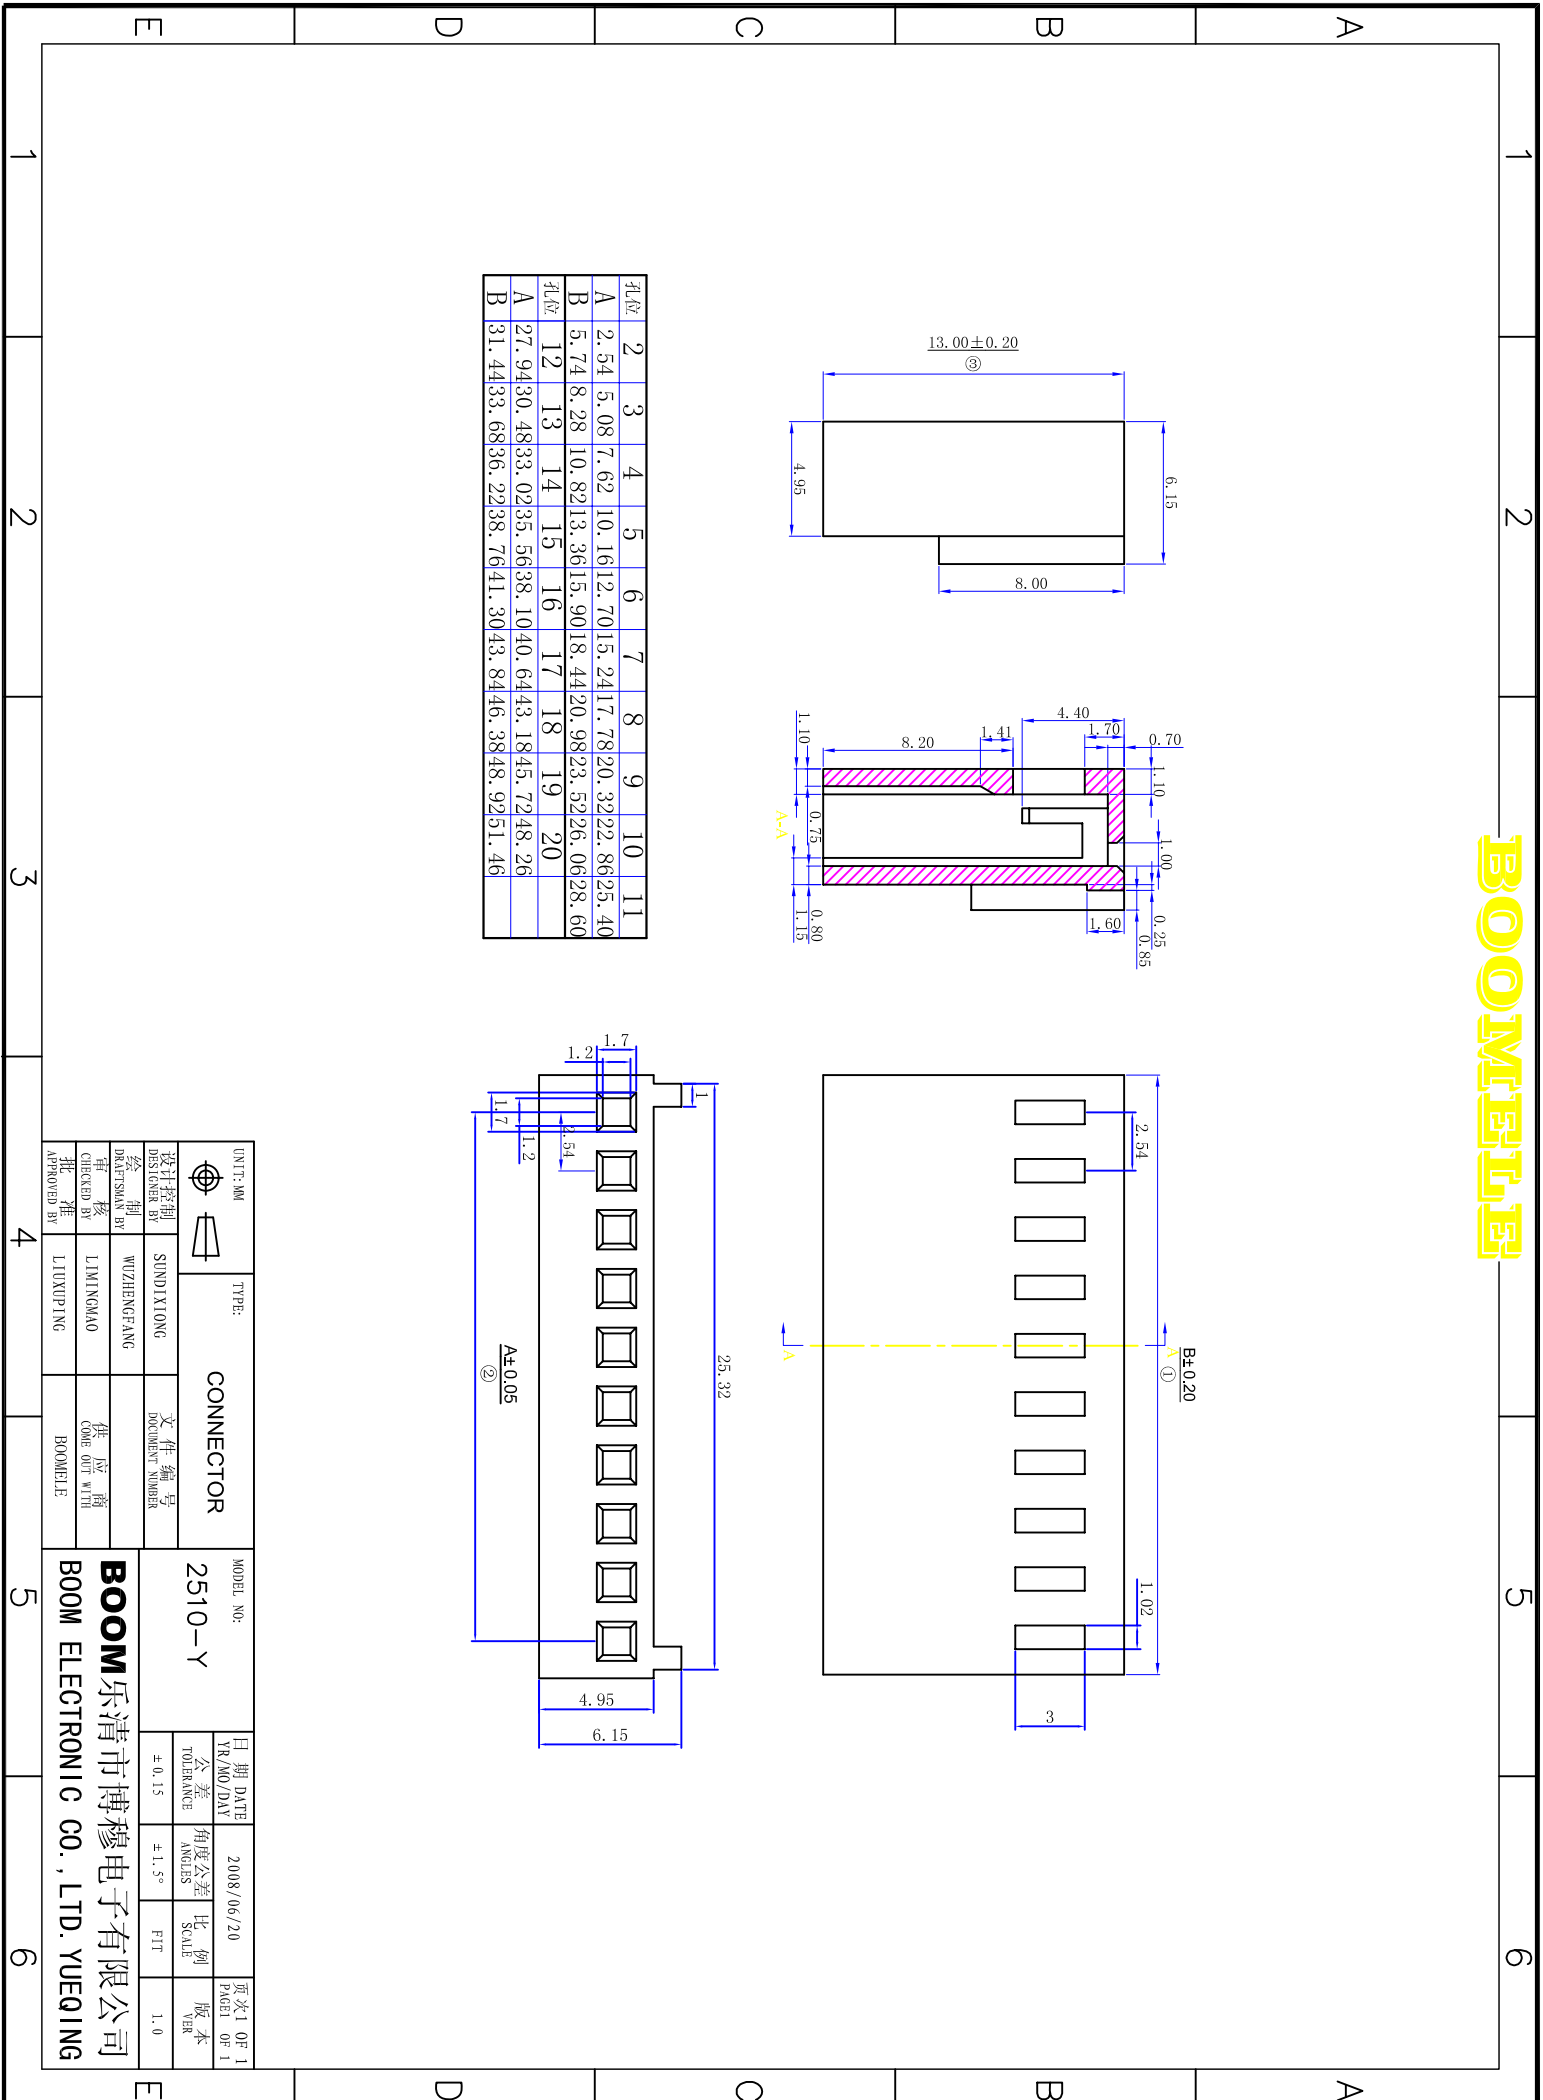 1 2 3 4 5 6
A
B
C
D
E
A
B
C
D
E
BOOMELE
13.00±0.20
③
6.15
4.95
8.00
4.40
1.70
0.70
1.41
8.20
1.10
1.10
1.00
0.75
A-A
0.25
0.85
1.60
0.80
1.15
B±0.20
①
2.54
1.02
3
A
A
孔位 2 3 4 5 6 7 8 9 10 11
A 2.54 5.08 7.62 10.16 12.70 15.24 17.78 20.32 22.86 25.40
B 5.74 8.28 10.82 13.36 15.90 18.44 20.98 23.52 26.06 28.60
孔位 12 13 14 15 16 17 18 19 20
A 27.94 30.48 33.02 35.56 38.10 40.64 43.18 45.72 48.26
B 31.44 33.68 36.22 38.76 41.30 43.84 46.38 48.92 51.46
25.32
1
1.7
1.2
2.54
1.2
1.7
A±0.05
②
4.95
6.15
UNIT:MM
TYPE:
CONNECTOR
MODEL NO:
2510-Y
日期 DATE
YR/MO/DAY
2008/06/20
页次1 OF 1
PAGE1 OF 1
公差
TOLERANCE
角度公差
ANGLES
比例
SCALE
版本
VER
±0.15
±1.5°
FIT
1.0
设计控制
DESIGNER BY
SUNDIXIONG
文件编号
DOCUMENT NUMBER
绘制
DRAFTSMAN BY
WUZHENGFANG
审核
CHECKED BY
LIMINGMAO
供应商
COME OUT WITH
批准
APPROVED BY
LIUXUPING
BOOMELE
BOOM乐清市博穆电子有限公司
BOOM ELECTRONIC CO.,LTD.YUEQING
1 2 3 4 5 6